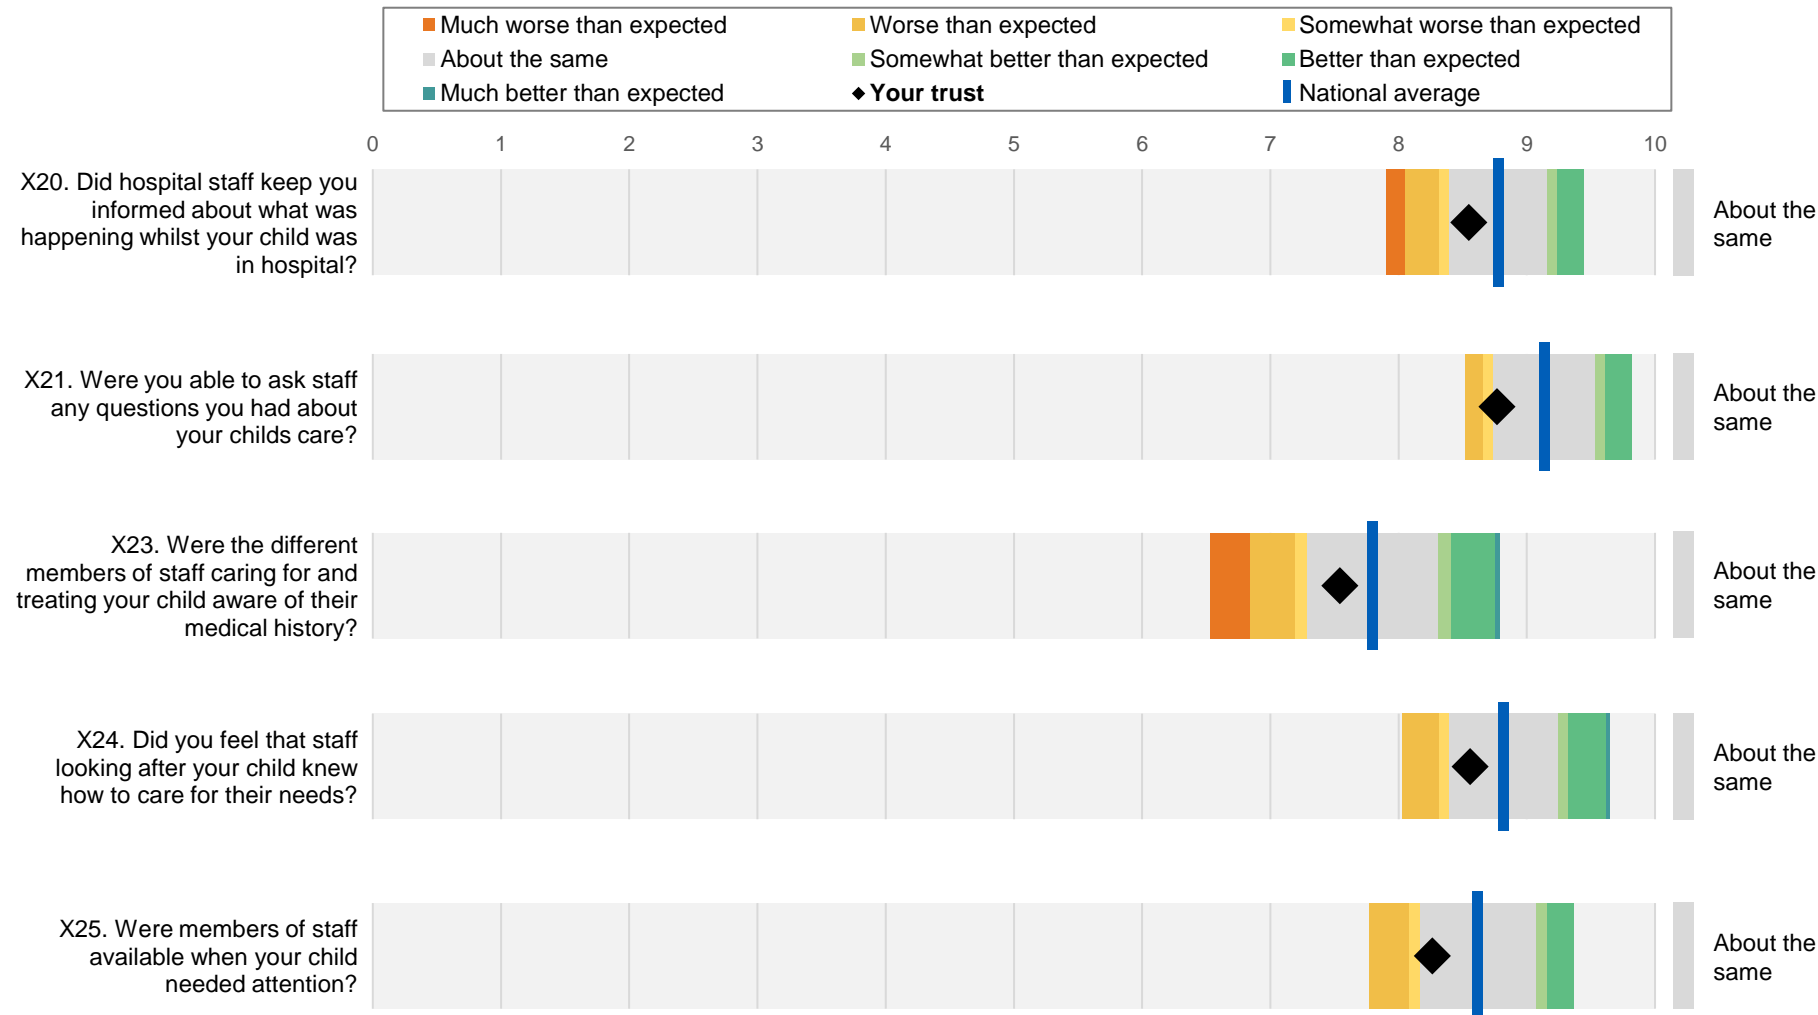 Much worse than expected
Worse than expected
Somewhat worse than expected
About the same
Somewhat better than expected
Better than expected
Much better than expected
Your trust
National average
0 1 2 3 4 5 6 7 8 9 10
X20. Did hospital staff keep you
informed about what was
happening whilst your child was
in hospital?
About the
same
X21. Were you able to ask staff
any questions you had about
your childs care?
About the
same
X23. Were the different
members of staff caring for and
treating your child aware of their
medical history?
About the
same
X24. Did you feel that staff
looking after your child knew
how to care for their needs?
About the
same
X25. Were members of staff
available when your child
needed attention?
About the
same